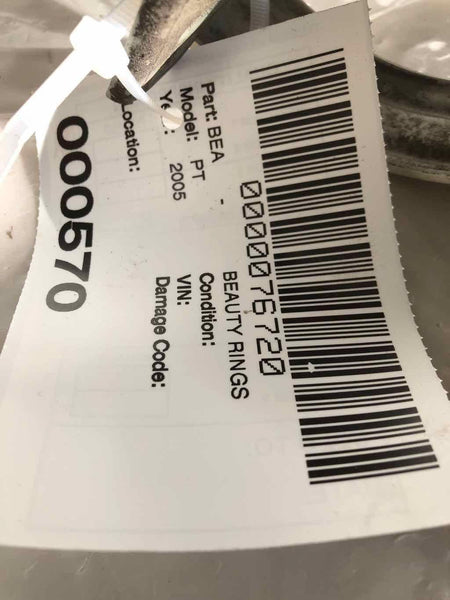 0000076720
Part: BEA - BEAUTY RINGS
Model: PT Condition:
2005 VIN:
Location: Damage Code:
000570